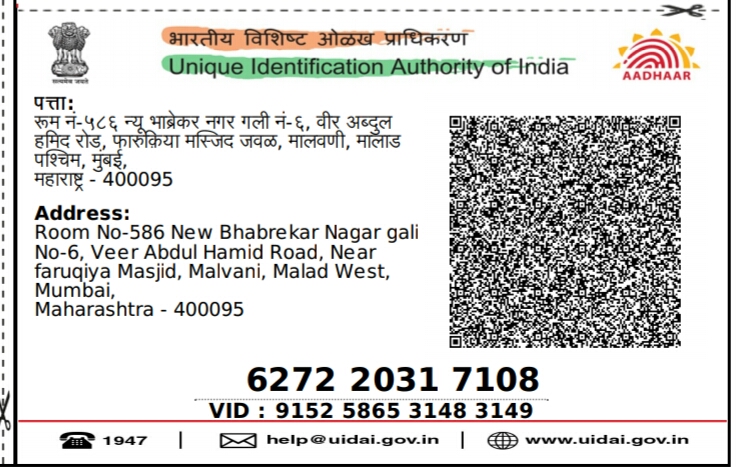 भारतीय विशिष्ट ओळख प्राधिकरण
Unique Identification Authority of India
सत्यमेव जयते
AADHAAR
पत्ता:
रूम नं-५८६ न्यू भाब्रेकर नगर गली नं-६, वीर अब्दुल
हमिद रोड, फारुक़िया मस्जिद जवळ, मालवणी, मालाड
पश्चिम, मुंबई,
महाराष्ट्र - 400095
Address:
Room No-586 New Bhabrekar Nagar gali
No-6, Veer Abdul Hamid Road, Near
faruqiya Masjid, Malvani, Malad West,
Mumbai,
Maharashtra - 400095
6272 2031 7108
VID : 9152 5865 3148 3149
1947 | help@uidai.gov.in | www.uidai.gov.in